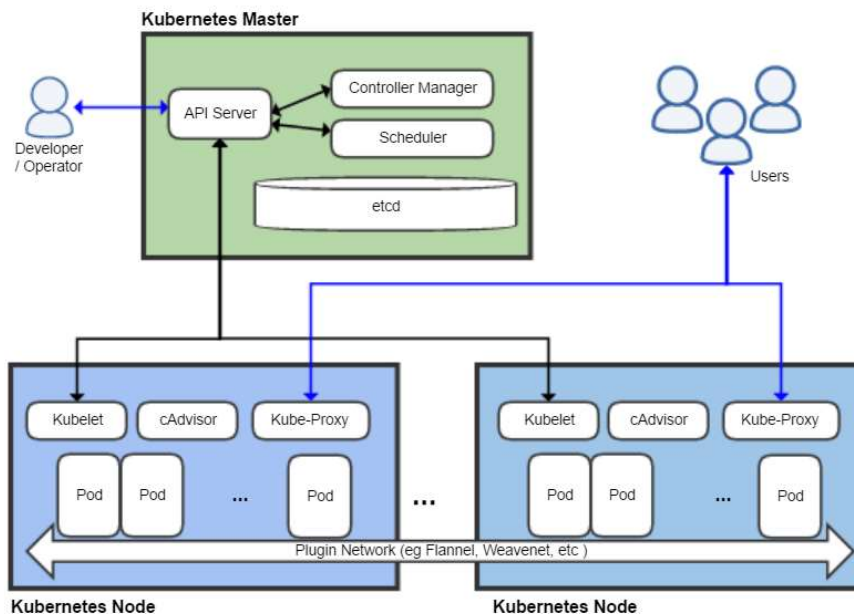 Kubernetes Master
API Server
Controller Manager
Scheduler
etcd
Developer
/ Operator
Users
Kubelet
cAdvisor
Kube-Proxy
Pod
Pod
...
Pod
...
Kubelet
cAdvisor
Kube-Proxy
Pod
Pod
...
Pod
Plugin Network (eg Flannel, Weavenet, etc )
Kubernetes Node
Kubernetes Node